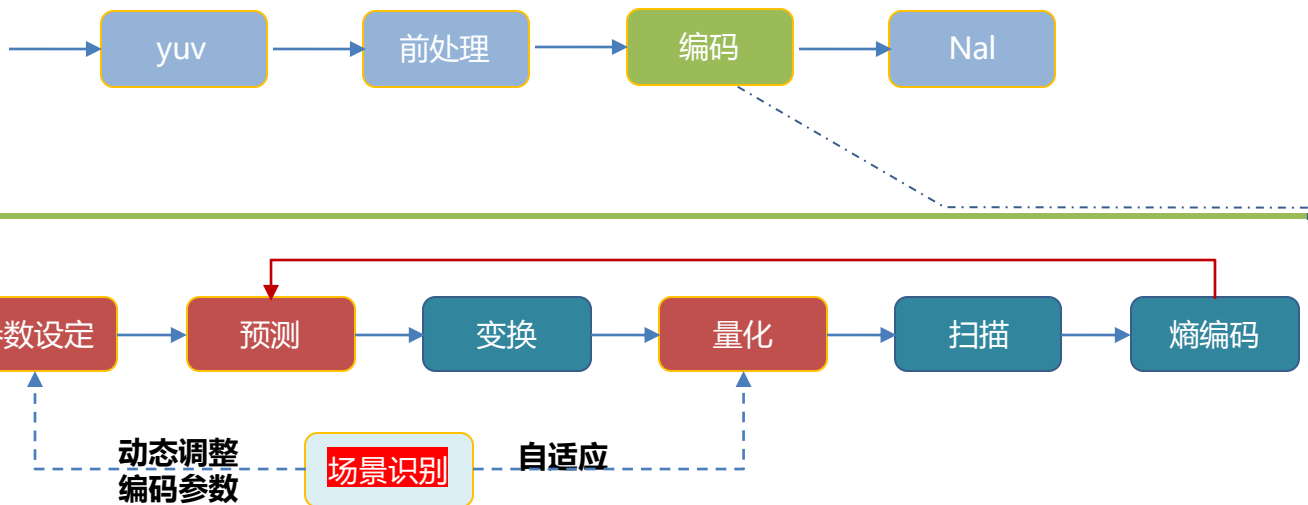 yuv
前处理
编码
Nal
数设定
预测
变换
量化
扫描
熵编码
动态调整
编码参数
场景识别
自适应